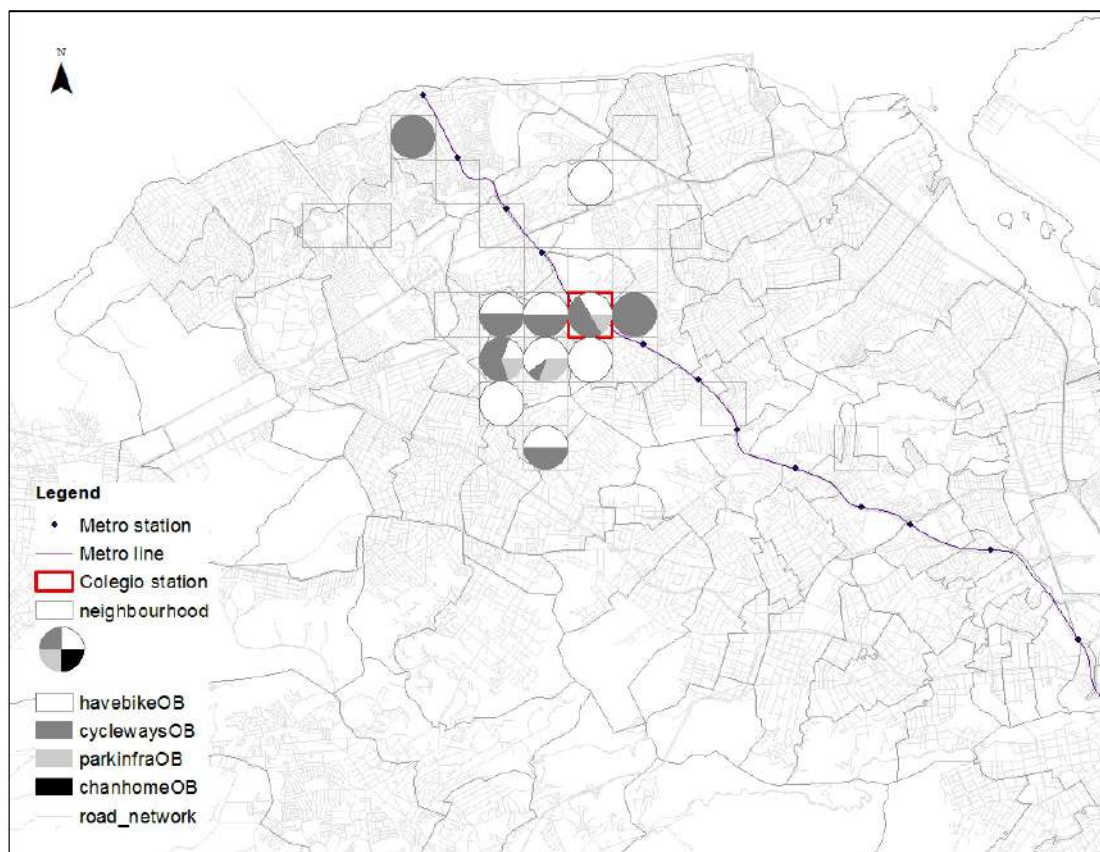 N
Legend
Metro station
Metro line
Colegio station
neighbourhood
havebikeOB
cyclewaysOB
parkinfraOB
chanhomeOB
road_network